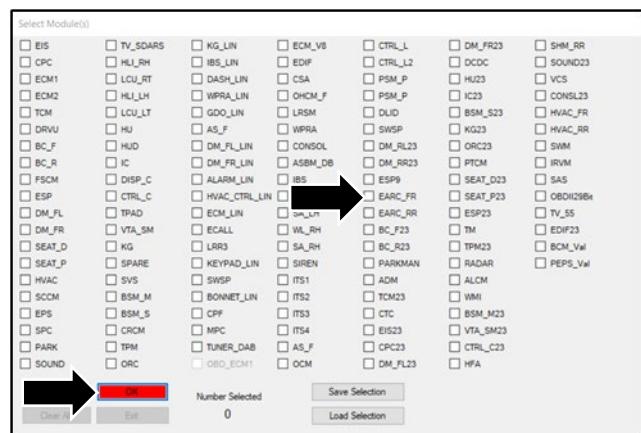 Select Module(s)
EIS TV_SDARS KG_LIN ECM_V8 CTRL_L DM_FR23 SHM_RR
CPC HLI_RH IBS_LIN EDIF CTRL_L2 DCDC SOUND23
ECM1 LCU_RT DASH_LIN CSA PSM_P HU23 VCS
ECM2 HLI_LH WPRA_LIN OHCM_F PSM_P IC23 CONSL23
TCM LCU_LT GDO_LIN LRSM DLID BSM_S23 HVAC_FR
DRVU HU AS_F WPRA SWSP KG23 HVAC_RR
BC_F HUD DM_FL_LIN CONSOL DM_RL23 ORC23 SWM
BC_R IC DM_FR_LIN ASBM_DB DM_RR23 PTCM IRVM
FSCM DISP_C ALARM_LIN IBS ESP9 SEAT_D23 SAS
ESP CTRL_C HVAC_CTRL_LIN EARC_FR SEAT_P23
DM_FL TPAD ECM_LIN SA_LH EARC_RR ESP23 TV_55
DM_FR VTA_SM ECALL WL_RH BC_F23 TM EDIF23
SEAT_D KG LRR3 SA_RH BC_R23 TPM23 BCM_Val
SEAT_P SPARE KEYPAD_LIN SIREN PARKMAN RADAR PEPS_Val
HVAC SVS SWSP ITS1 ADM ALCM
SCCM BSM_M BONNET_LIN ITS2 TCM23 WMI
EPS BSM_S CPF ITS3 CTC BSM_M23
SPC CRCM MPC ITS4 EIS23 VTA_SM23
PARK TPM TUNER_DAB AS_F CPC23 CTRL_C23
SOUND ORC OBD_ECM1 OCM DM_FL23 HFA
OK Number Selected Save Selection
Clear Exit 0 Load Selection